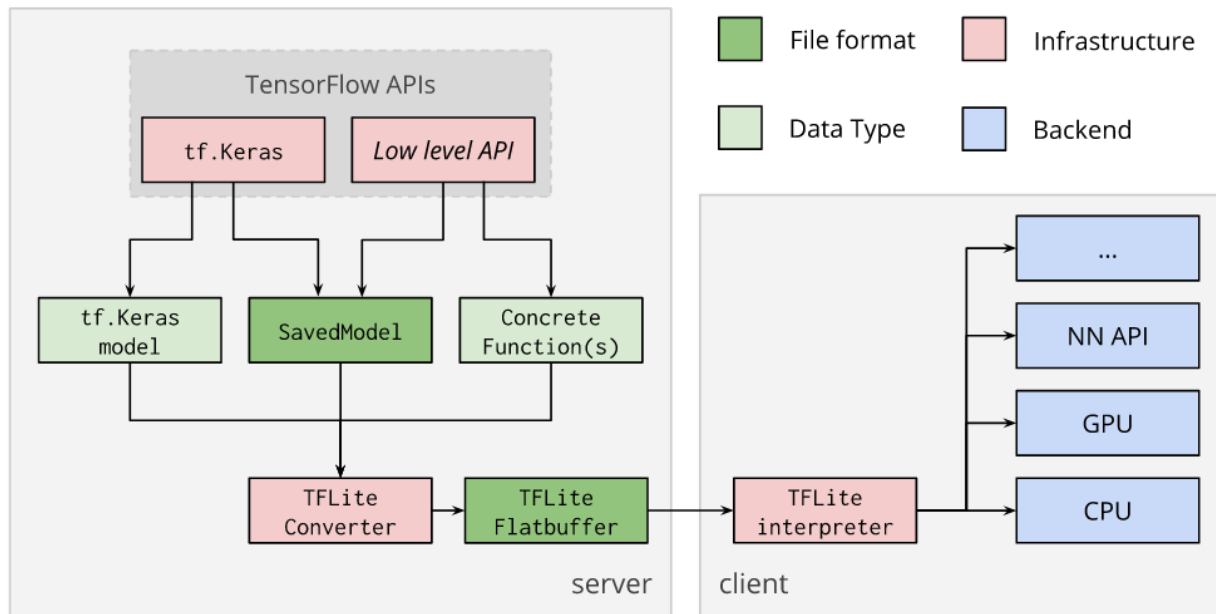 File format
Infrastructure
Data Type
Backend
TensorFlow APIs
tf.Keras
Low level API
tf.Keras
model
SavedModel
Concrete
Function(s)
TFLite
Converter
TFLite
Flatbuffer
server
TFLite
interpreter
...
NN API
GPU
CPU
client